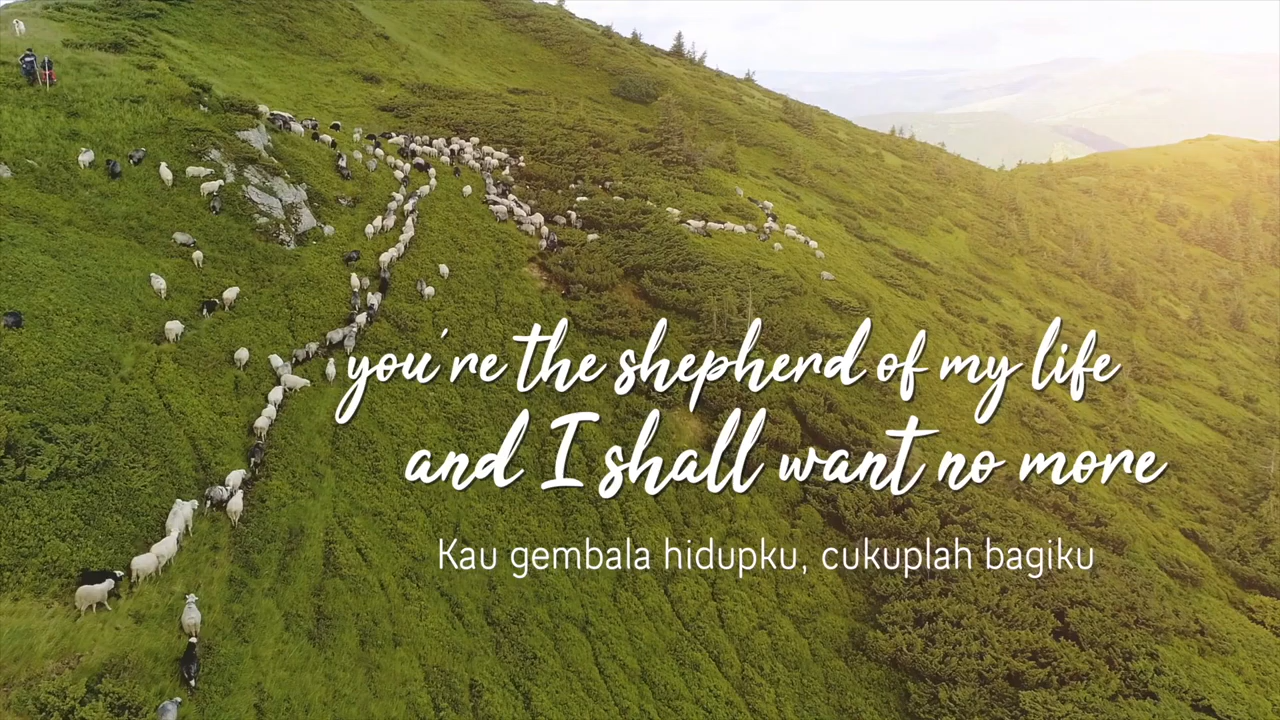 you're the shepherd of my life
and I shall want no more
Kau gembala hidupku, cukuplah bagiku